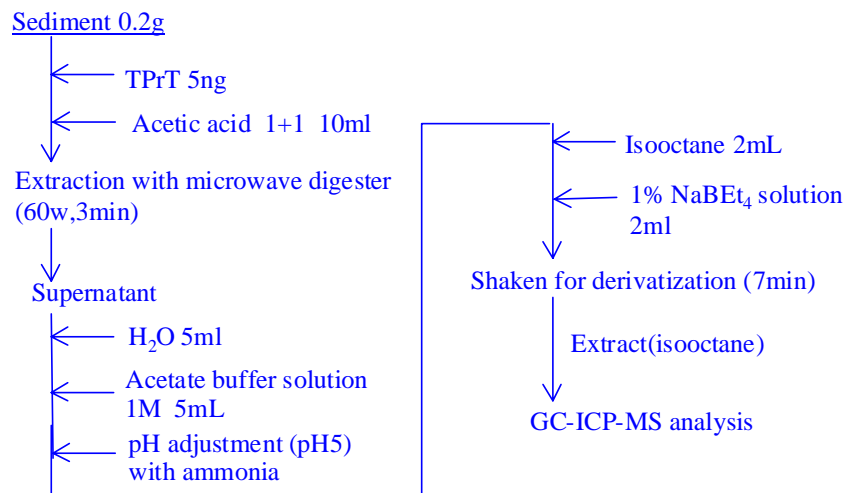 Sediment 0.2g
TPrT 5ng
Acetic acid 1+1 10ml
Extraction with microwave digester
(60w,3min)
Supernatant
H₂O 5ml
Acetate buffer solution
1M 5mL
pH adjustment (pH5)
with ammonia
Isooctane 2mL
1% NaBEt₄ solution
2ml
Shaken for derivatization (7min)
Extract(isooctane)
GC-ICP-MS analysis